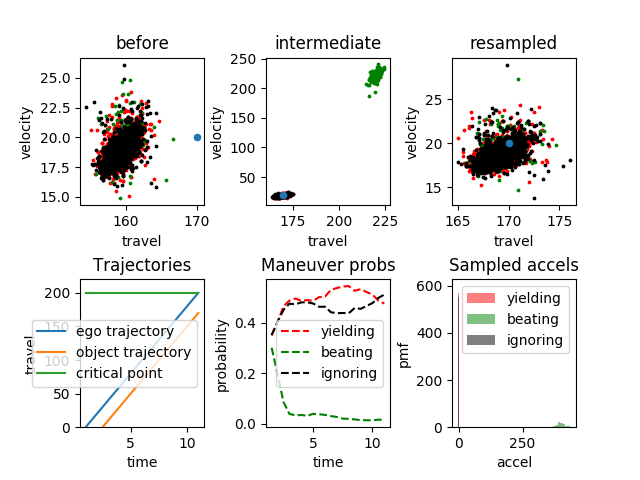 before
intermediate
resampled
velocity
25.0
22.5
20.0
17.5
15.0
160
170
travel
velocity
250
200
150
100
50
175
200
225
travel
velocity
25
20
15
165
170
175
travel
Trajectories
Maneuver probs
Sampled accels
travel
200
150
100
50
0
ego trajectory
object trajectory
critical point
5
10
time
probability
0.4
0.2
0.0
yielding
beating
ignoring
5
10
time
pmf
600
400
200
0
yielding
beating
ignoring
0
250
accel